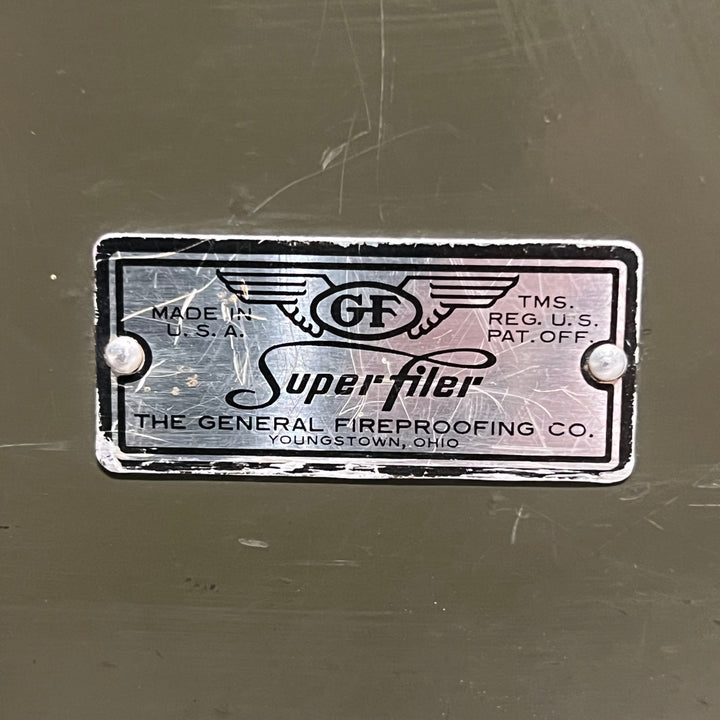 GF
MADE IN
U.S.A.
TMS.
REG. U.S.
PAT. OFF.
Superfiler
THE GENERAL FIREPROOFING CO.
YOUNGSTOWN, OHIO